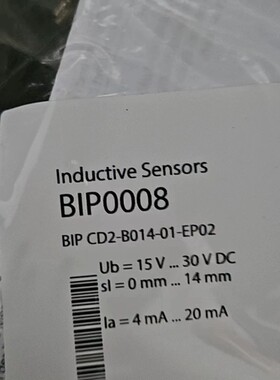 Inductive Sensors
BIP0008
BIP CD2-B014-01-EP02
Ub = 15 V ... 30 V DC
sl = 0 mm ... 14 mm
Ia = 4 mA ... 20 mA